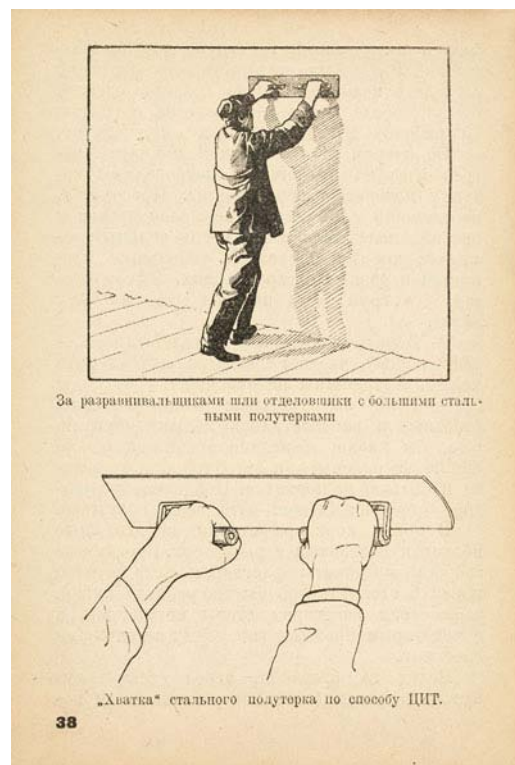 За разравнивальщиками шли отделовщики с большими сталь-
ными полутерками
„Хватка“ стального полутерка по способу ЦИТ.
38